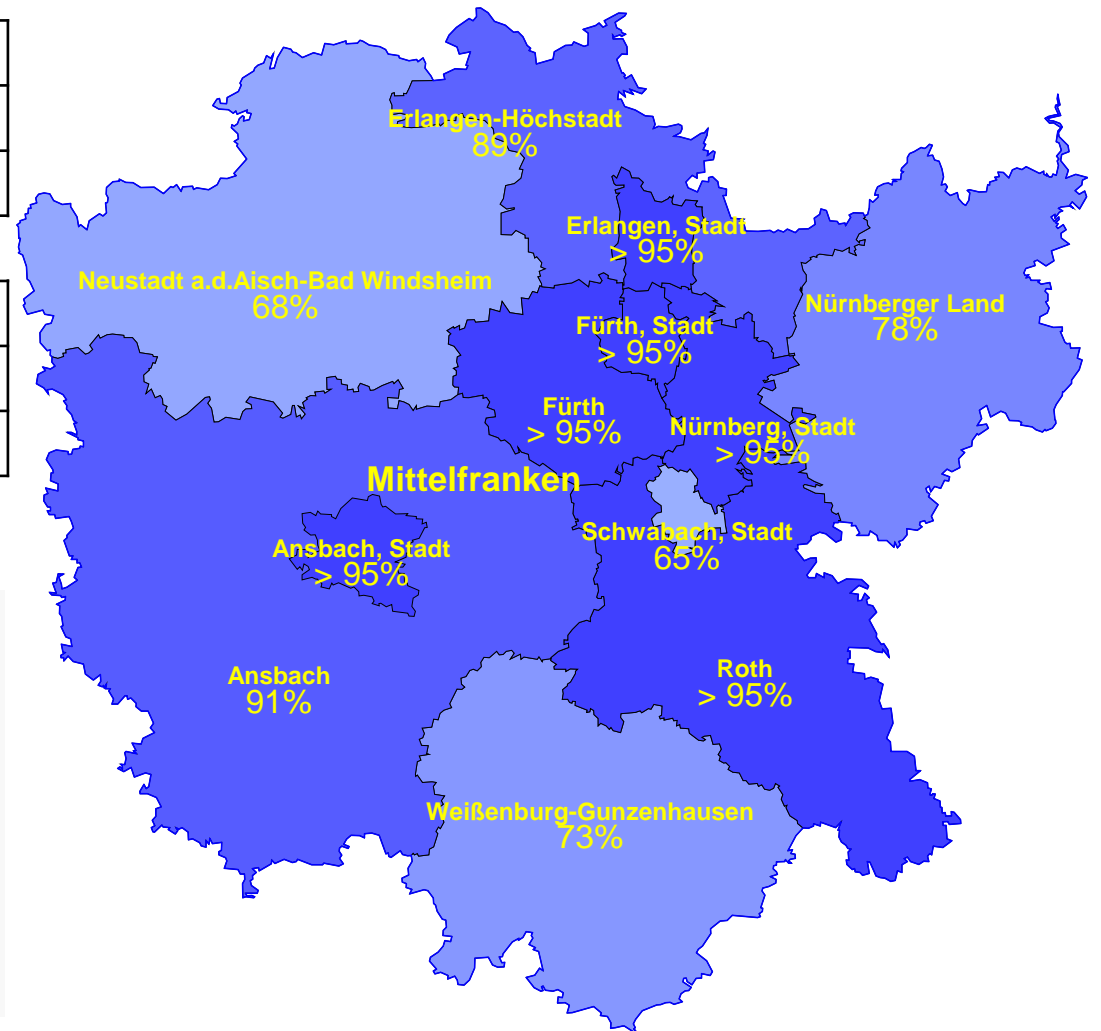 Erlangen-Höchstadt
89%
Erlangen, Stadt
> 95%
Neustadt a.d.Aisch-Bad Windsheim
68%
Nürnberger Land
78%
Fürth, Stadt
> 95%
Fürth
> 95%
Nürnberg, Stadt
> 95%
Mittelfranken
Schwabach, Stadt
65%
Ansbach, Stadt
> 95%
Ansbach
91%
Roth
> 95%
Weißenburg-Gunzenhausen
73%